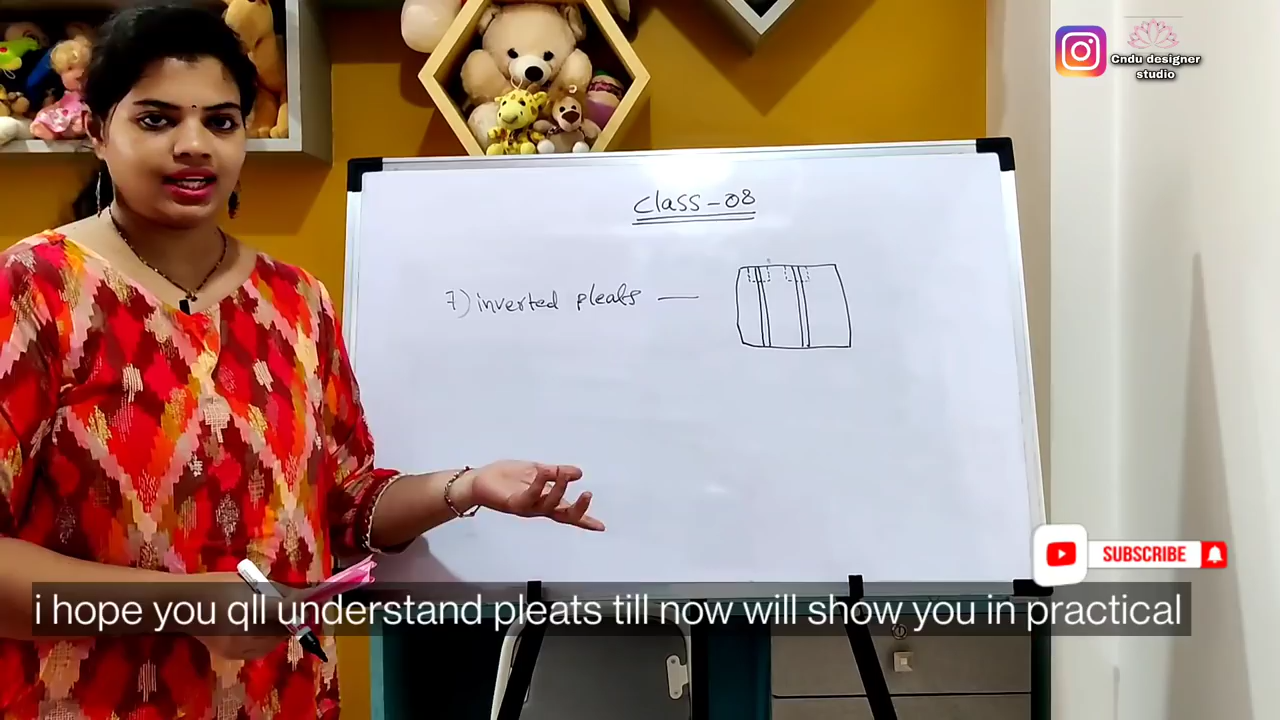 Cndu designer
studio
class-08
7) inverted pleats —
SUBSCRIBE
i hope you qll understand pleats till now will show you in practical